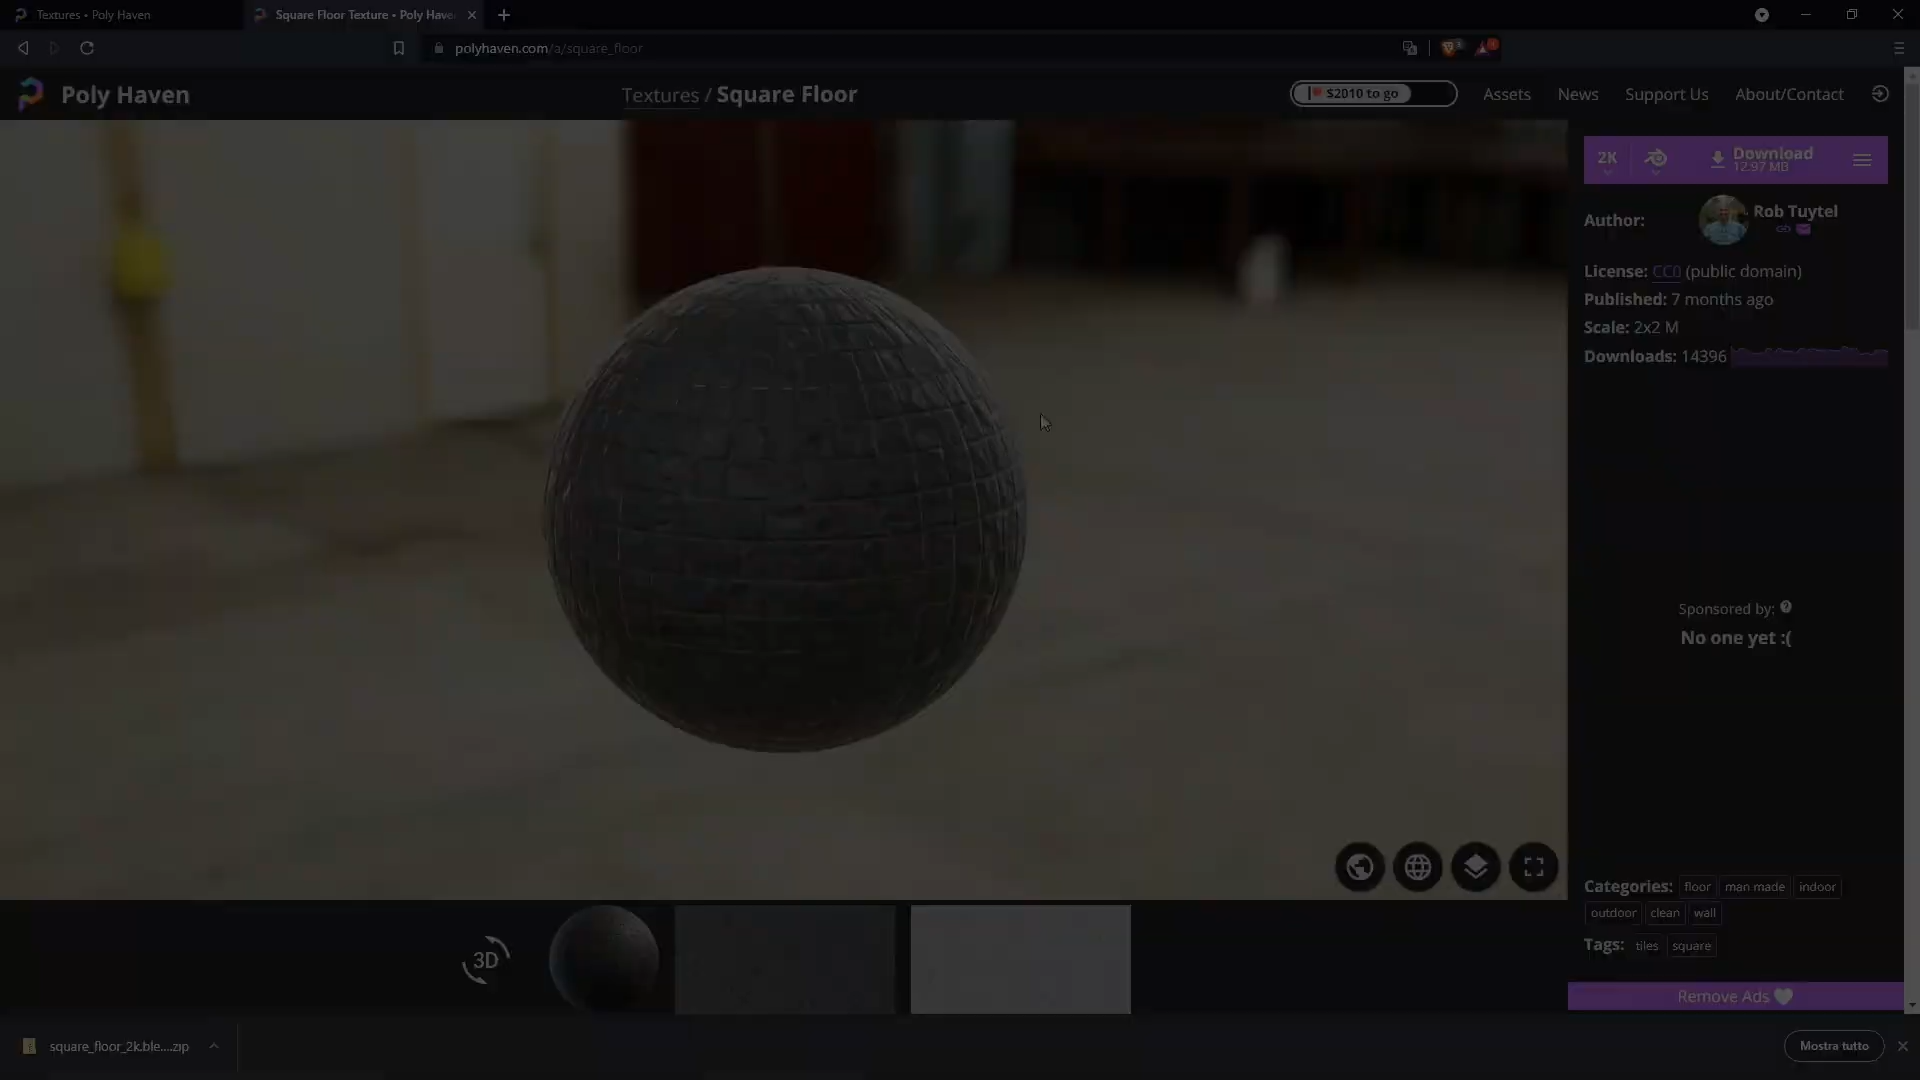 Textures • Poly Haven
Square Floor Texture • Poly Have
polyhaven.com/a/square_floor
Poly Haven
Textures / Square Floor
$2010 to go
Assets
News
Support Us
About/Contact
2K
Download
12.97 MB
Author:
Rob Tuytel
License: CC0 (public domain)
Published: 7 months ago
Scale: 2x2 M
Downloads: 14396
Sponsored by:
No one yet :(
Categories: floor man made indoor
outdoor clean wall
Tags: tiles square
3D
Remove Ads
square_floor_2k.ble....zip
Mostra tutto